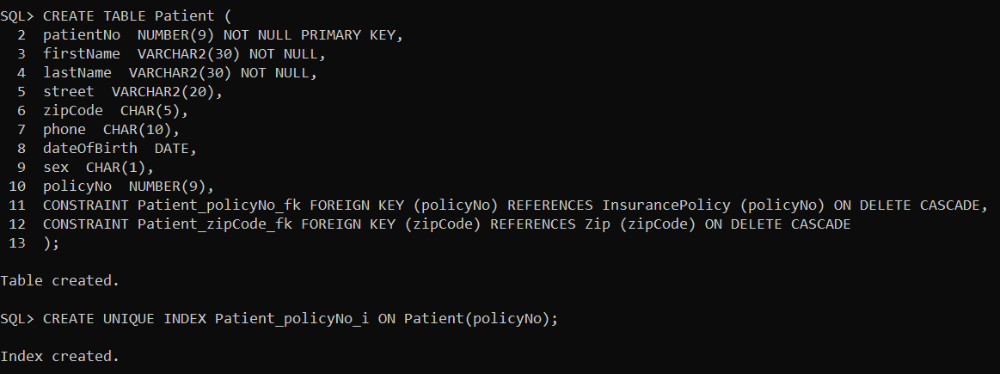 SQL> CREATE TABLE Patient (
  2  patientNo  NUMBER(9) NOT NULL PRIMARY KEY,
  3  firstName  VARCHAR2(30) NOT NULL,
  4  lastName  VARCHAR2(30) NOT NULL,
  5  street  VARCHAR2(20),
  6  zipCode  CHAR(5),
  7  phone  CHAR(10),
  8  dateOfBirth  DATE,
  9  sex  CHAR(1),
 10  policyNo  NUMBER(9),
 11  CONSTRAINT Patient_policyNo_fk FOREIGN KEY (policyNo) REFERENCES InsurancePolicy (policyNo) ON DELETE CASCADE,
 12  CONSTRAINT Patient_zipCode_fk FOREIGN KEY (zipCode) REFERENCES Zip (zipCode) ON DELETE CASCADE
 13  );
Table created.
SQL> CREATE UNIQUE INDEX Patient_policyNo_i ON Patient(policyNo);
Index created.